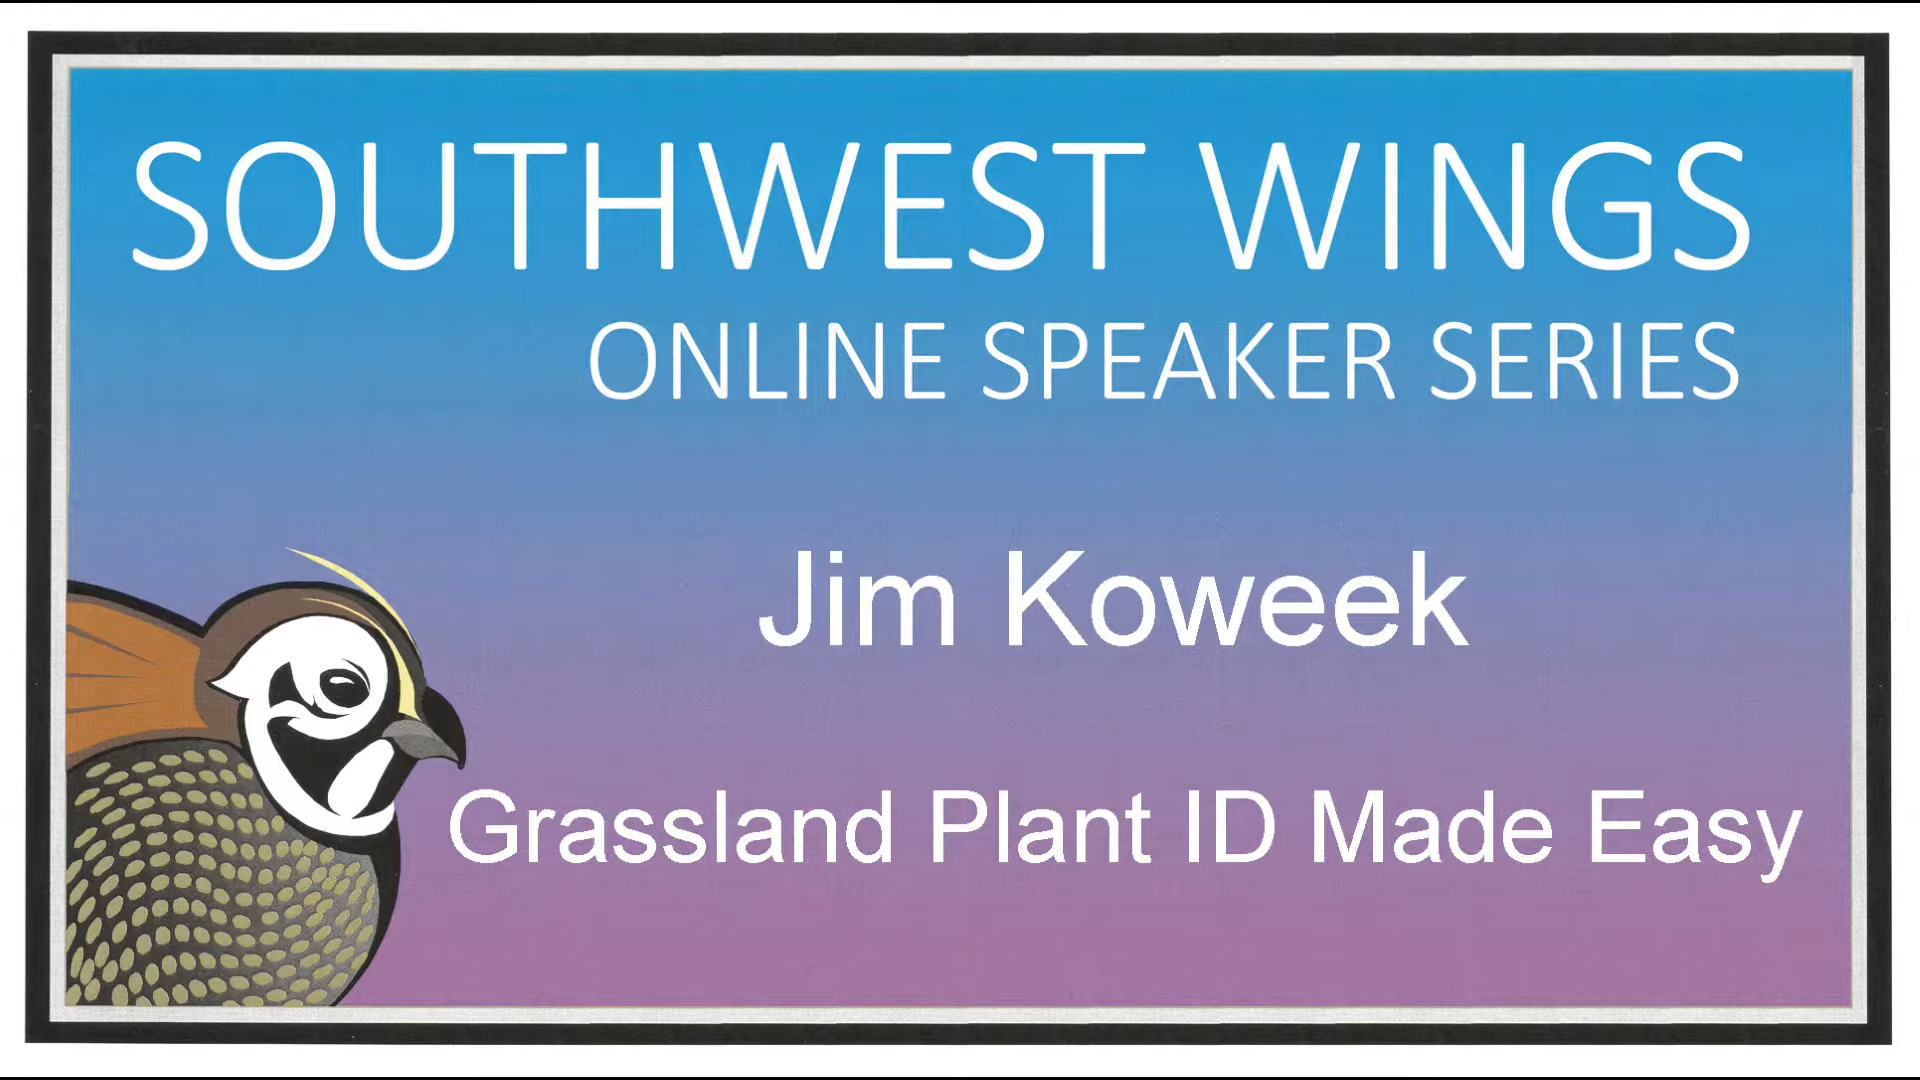 SOUTHWEST WINGS
ONLINE SPEAKER SERIES
Jim Koweek
Grassland Plant ID Made Easy